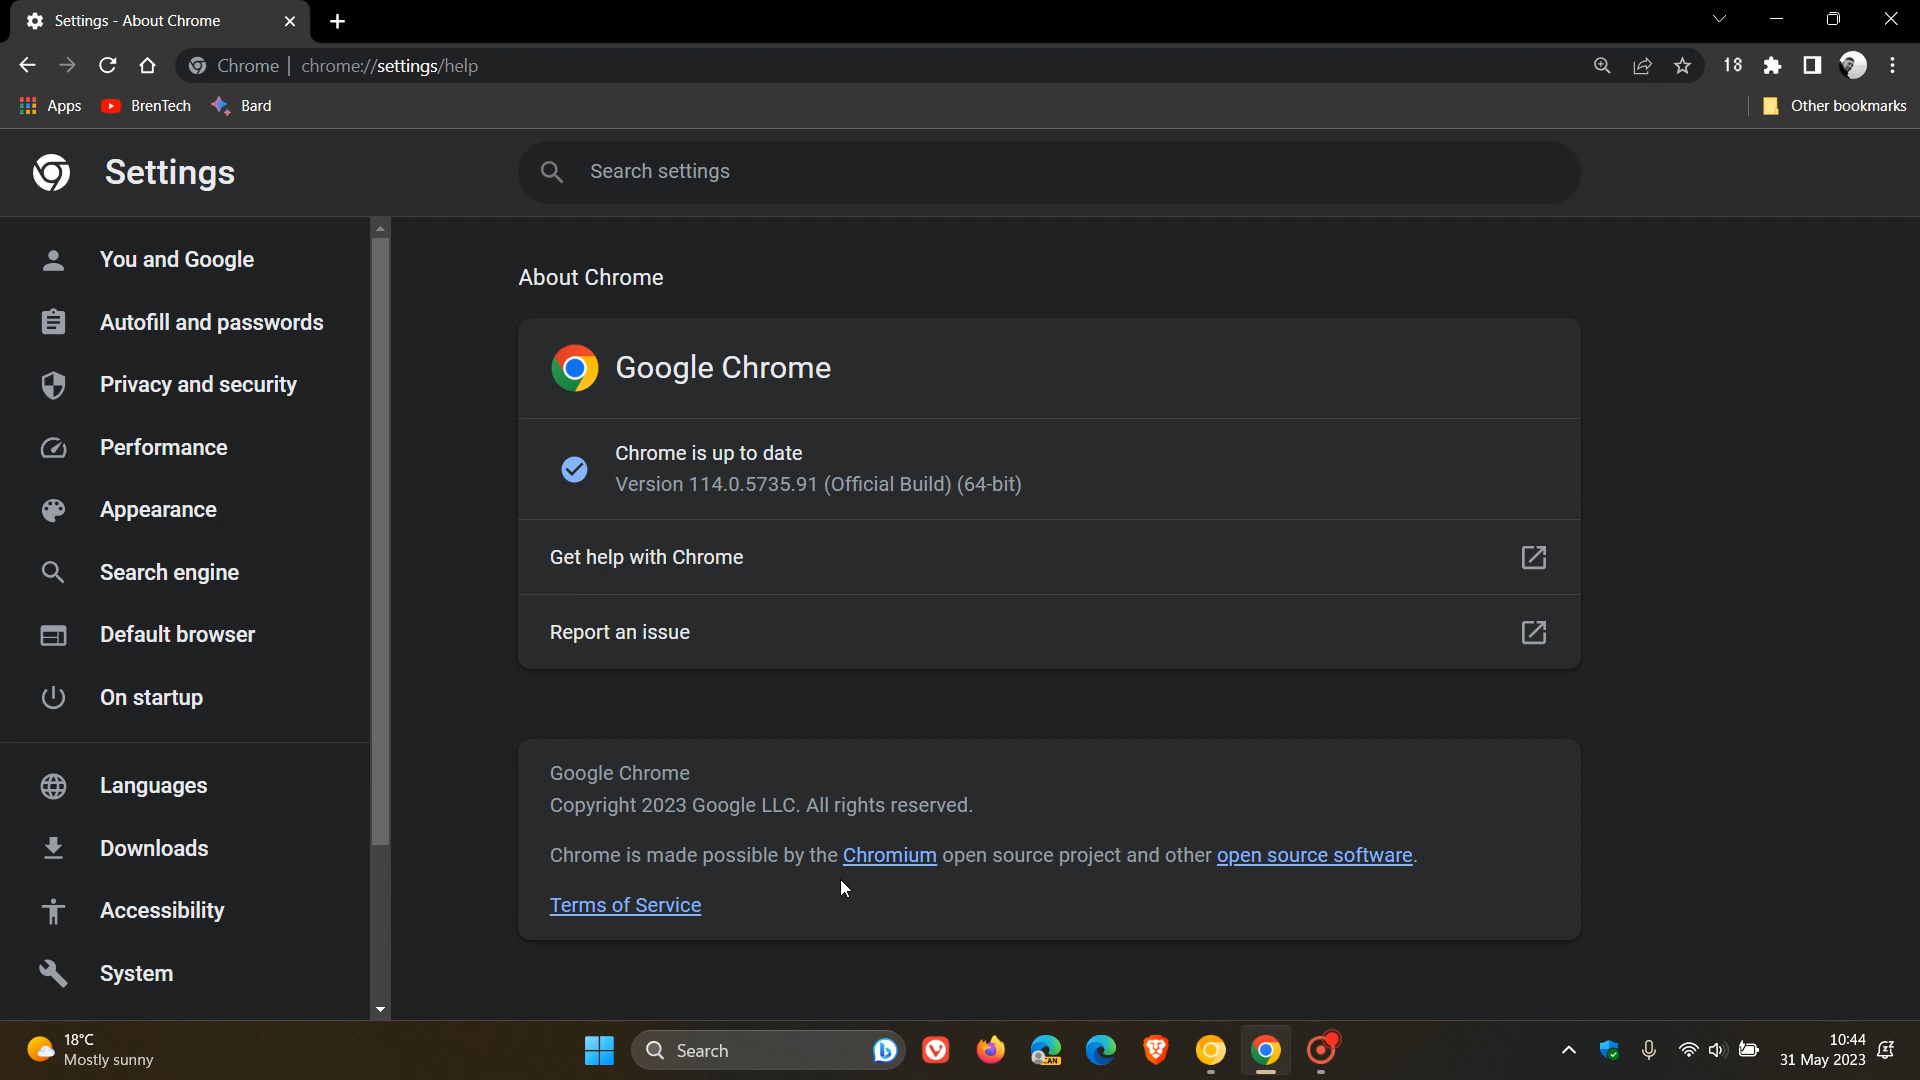 Settings - About Chrome
Chrome | chrome://settings/help
18
Apps
BrenTech
Bard
Other bookmarks
Settings
Search settings
You and Google
Autofill and passwords
Privacy and security
Performance
Appearance
Search engine
Default browser
On startup
Languages
Downloads
Accessibility
System
About Chrome
Google Chrome
Chrome is up to date
Version 114.0.5735.91 (Official Build) (64-bit)
Get help with Chrome
Report an issue
Google Chrome
Copyright 2023 Google LLC. All rights reserved.
Chrome is made possible by the Chromium open source project and other open source software.
Terms of Service
18°C
Mostly sunny
Search
CAN
10:44
31 May 2023